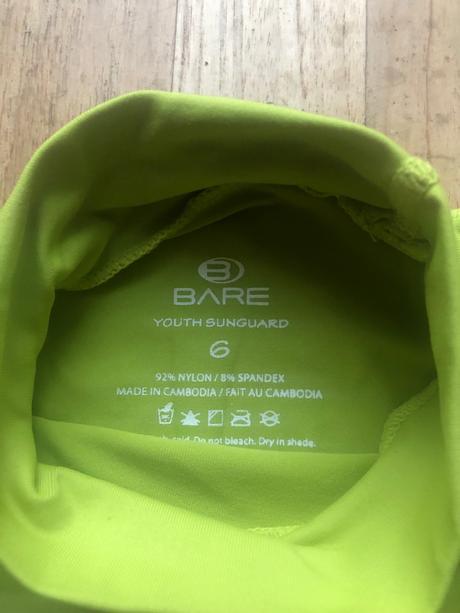 B
BARE
YOUTH SUNGUARD
6
92% NYLON / 8% SPANDEX
MADE IN CAMBODIA / FAIT AU CAMBODIA
Do not bleach. Dry in shade.